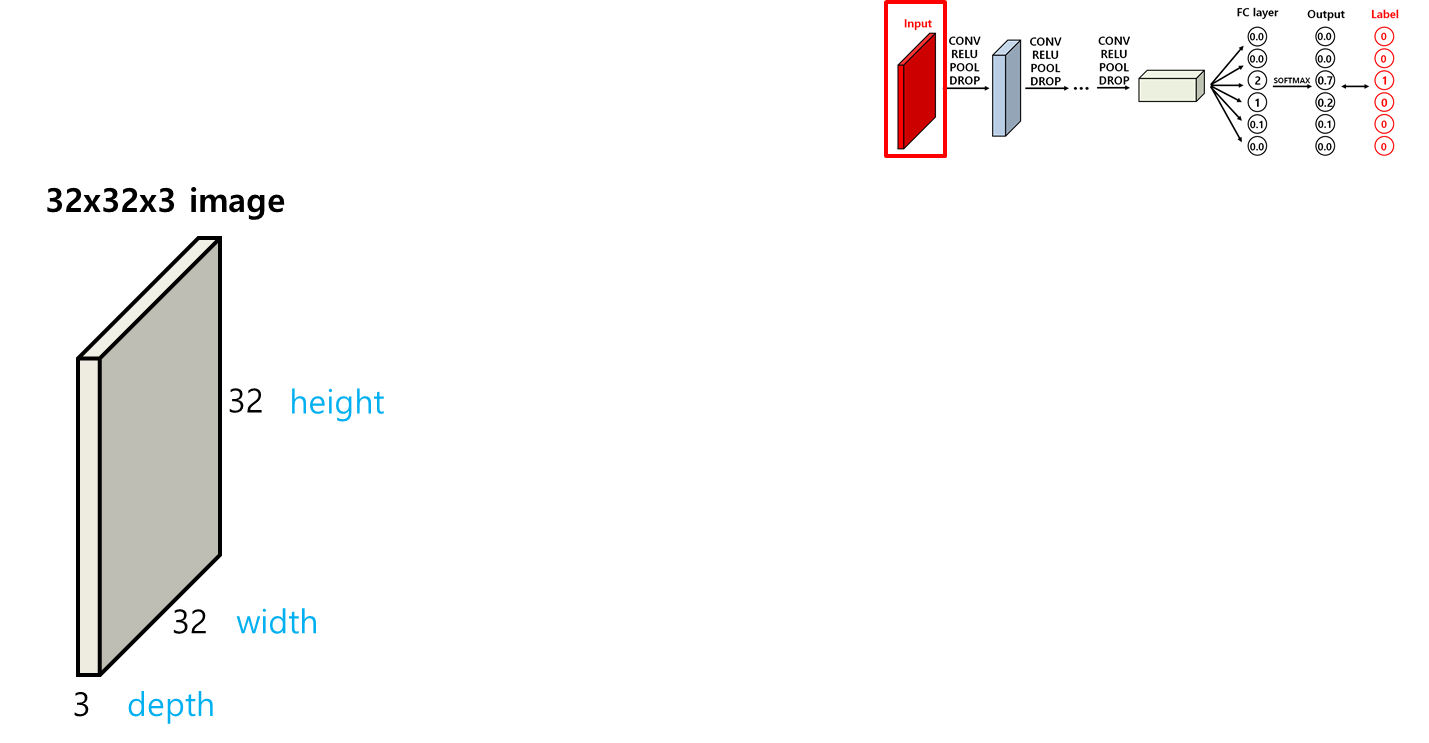 FC layer Output Label
Input
CONV RELU POOL DROP
CONV RELU POOL DROP
...
CONV RELU POOL DROP
0.0 0.0 0
0.0 0.0 0
2 SOFTMAX 0.7 1
1 0.2 0
0.1 0.1 0
0.0 0.0 0
32x32x3 image
32 height
32 width
3 depth